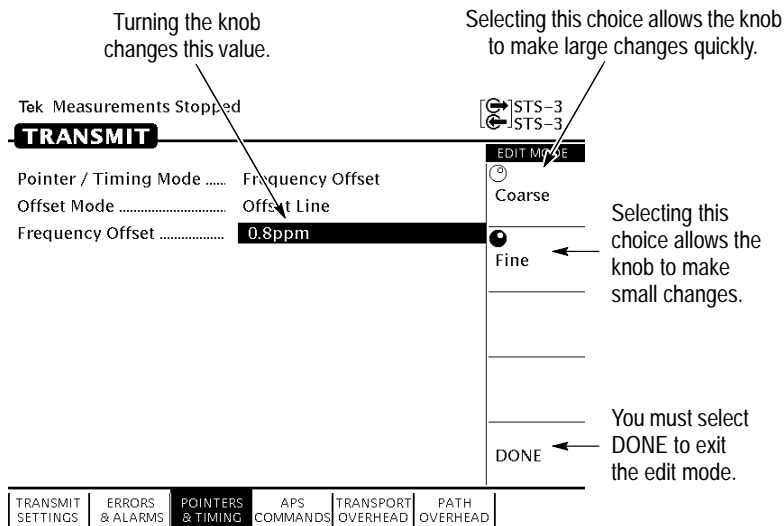 Turning the knob
changes this value.
Selecting this choice allows the knob
to make large changes quickly.
Tek Measurements Stopped
STS-3
STS-3
TRANSMIT
EDIT MODE
Pointer / Timing Mode ..... Frequency Offset
Coarse
Offset Mode ........................... Offset Line
Frequency Offset .................. 0.8ppm
Fine
Selecting this
choice allows the
knob to make
small changes.
DONE
You must select
DONE to exit
the edit mode.
TRANSMIT SETTINGS
ERRORS & ALARMS
POINTERS & TIMING
APS COMMANDS
TRANSPORT OVERHEAD
PATH OVERHEAD